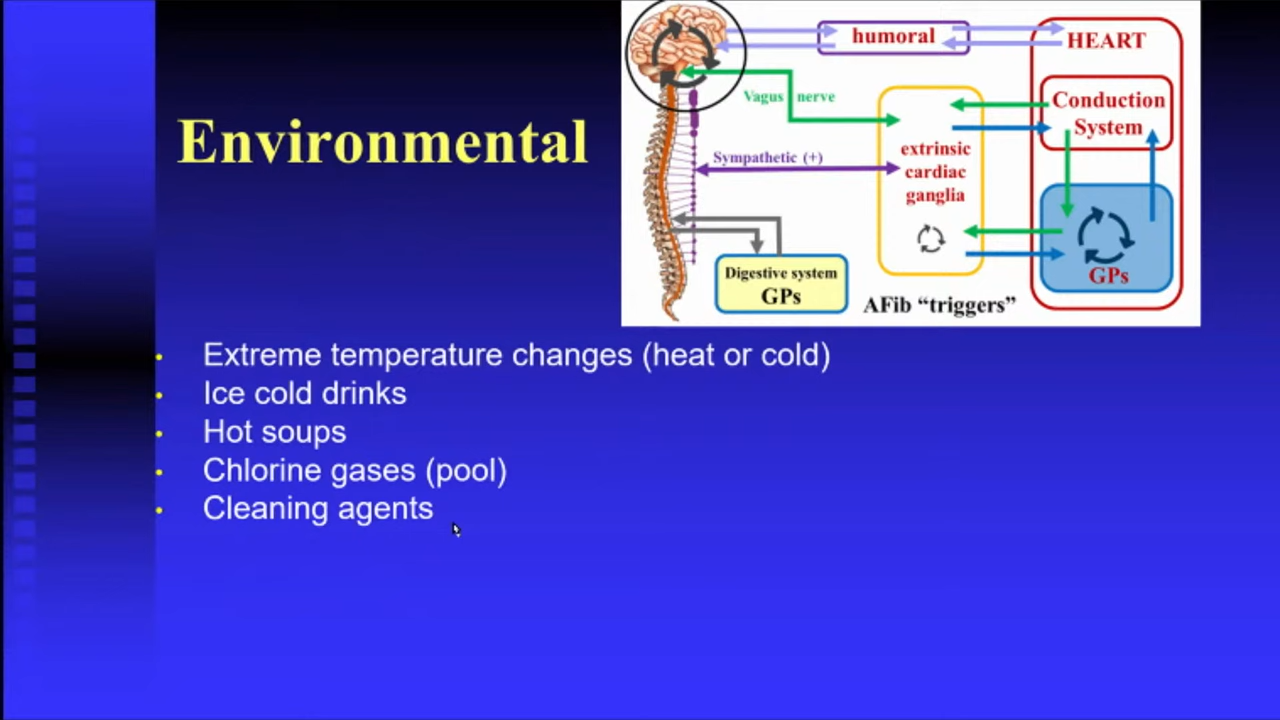 Environmental
humoral
HEART
Vagus nerve
Conduction
System
Sympathetic (+)
extrinsic
cardiac
ganglia
Digestive system
GPs
GPs
AFib “triggers”
• Extreme temperature changes (heat or cold)
• Ice cold drinks
• Hot soups
• Chlorine gases (pool)
• Cleaning agents